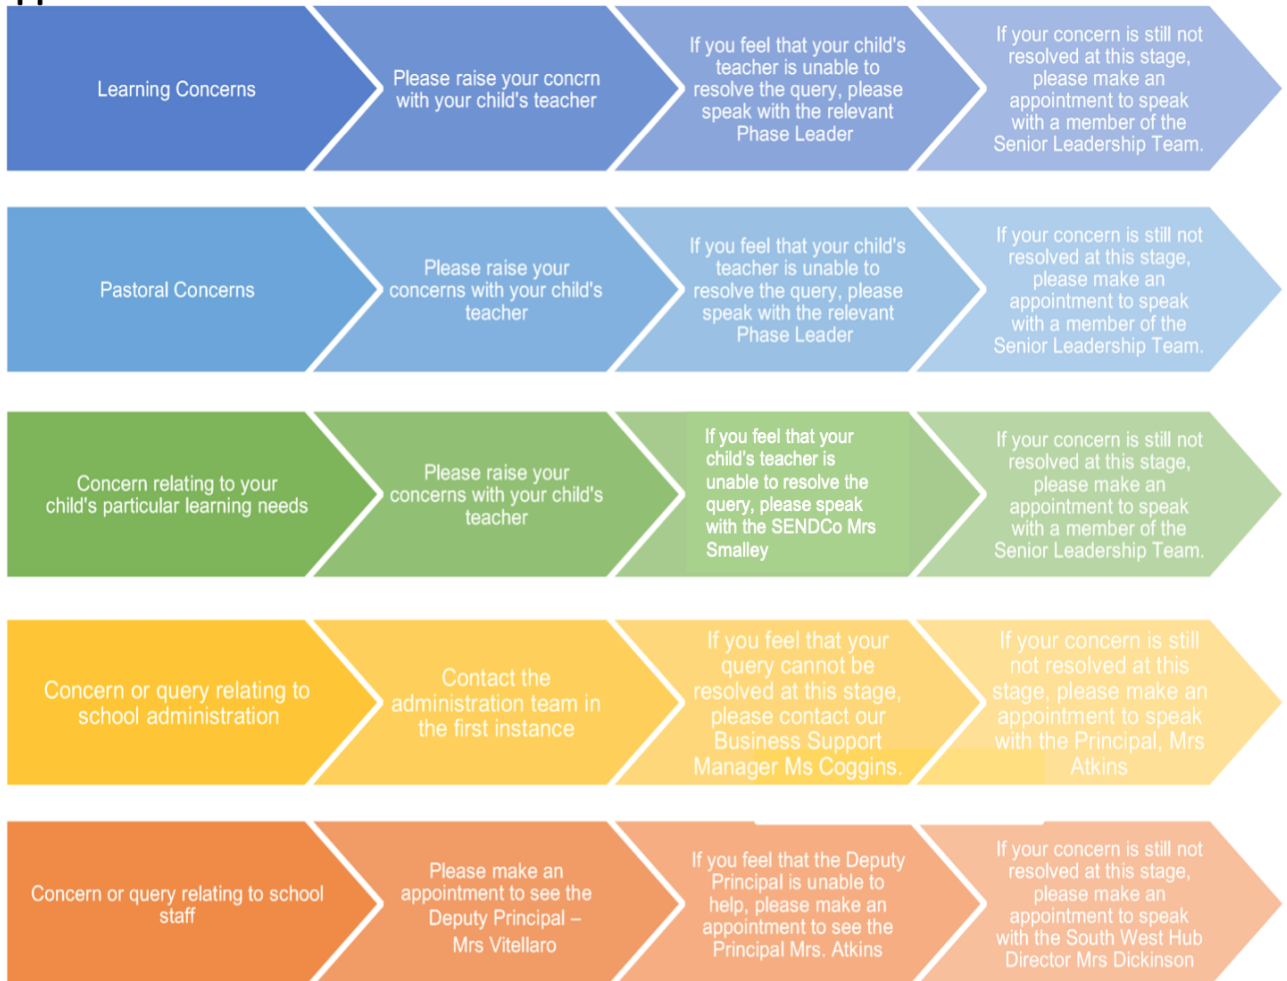 Learning Concerns
Please raise your concrn
with your child's teacher
If you feel that your child's
teacher is unable to
resolve the query, please
speak with the relevant
Phase Leader
If your concern is still not
resolved at this stage,
please make an
appointment to speak
with a member of the
Senior Leadership Team.
Pastoral Concerns
Please raise your
concerns with your child's
teacher
If you feel that your child's
teacher is unable to
resolve the query, please
speak with the relevant
Phase Leader
If your concern is still not
resolved at this stage,
please make an
appointment to speak
with a member of the
Senior Leadership Team.
Concern relating to your
child's particular learning needs
Please raise your
concerns with your child's
teacher
If you feel that your
child's teacher is
unable to resolve the
query, please speak
with the SENDCo Mrs
Smalley
If your concern is still not
resolved at this stage,
please make an
appointment to speak
with a member of the
Senior Leadership Team.
Concern or query relating to
school administration
Contact the
administration team in
the first instance
If you feel that your
query cannot be
resolved at this stage,
please contact our
Business Support
Manager Ms Coggins.
If your concern is still
not resolved at this
stage, please make an
appointment to speak
with the Principal, Mrs
Atkins
Concern or query relating to school
staff
Please make an
appointment to see the
Deputy Principal –
Mrs Vitellaro
If you feel that the Deputy
Principal is unable to
help, please make an
appointment to see the
Principal Mrs. Atkins
If your concern is still not
resolved at this stage,
please make an
appointment to speak
with the South West Hub
Director Mrs Dickinson